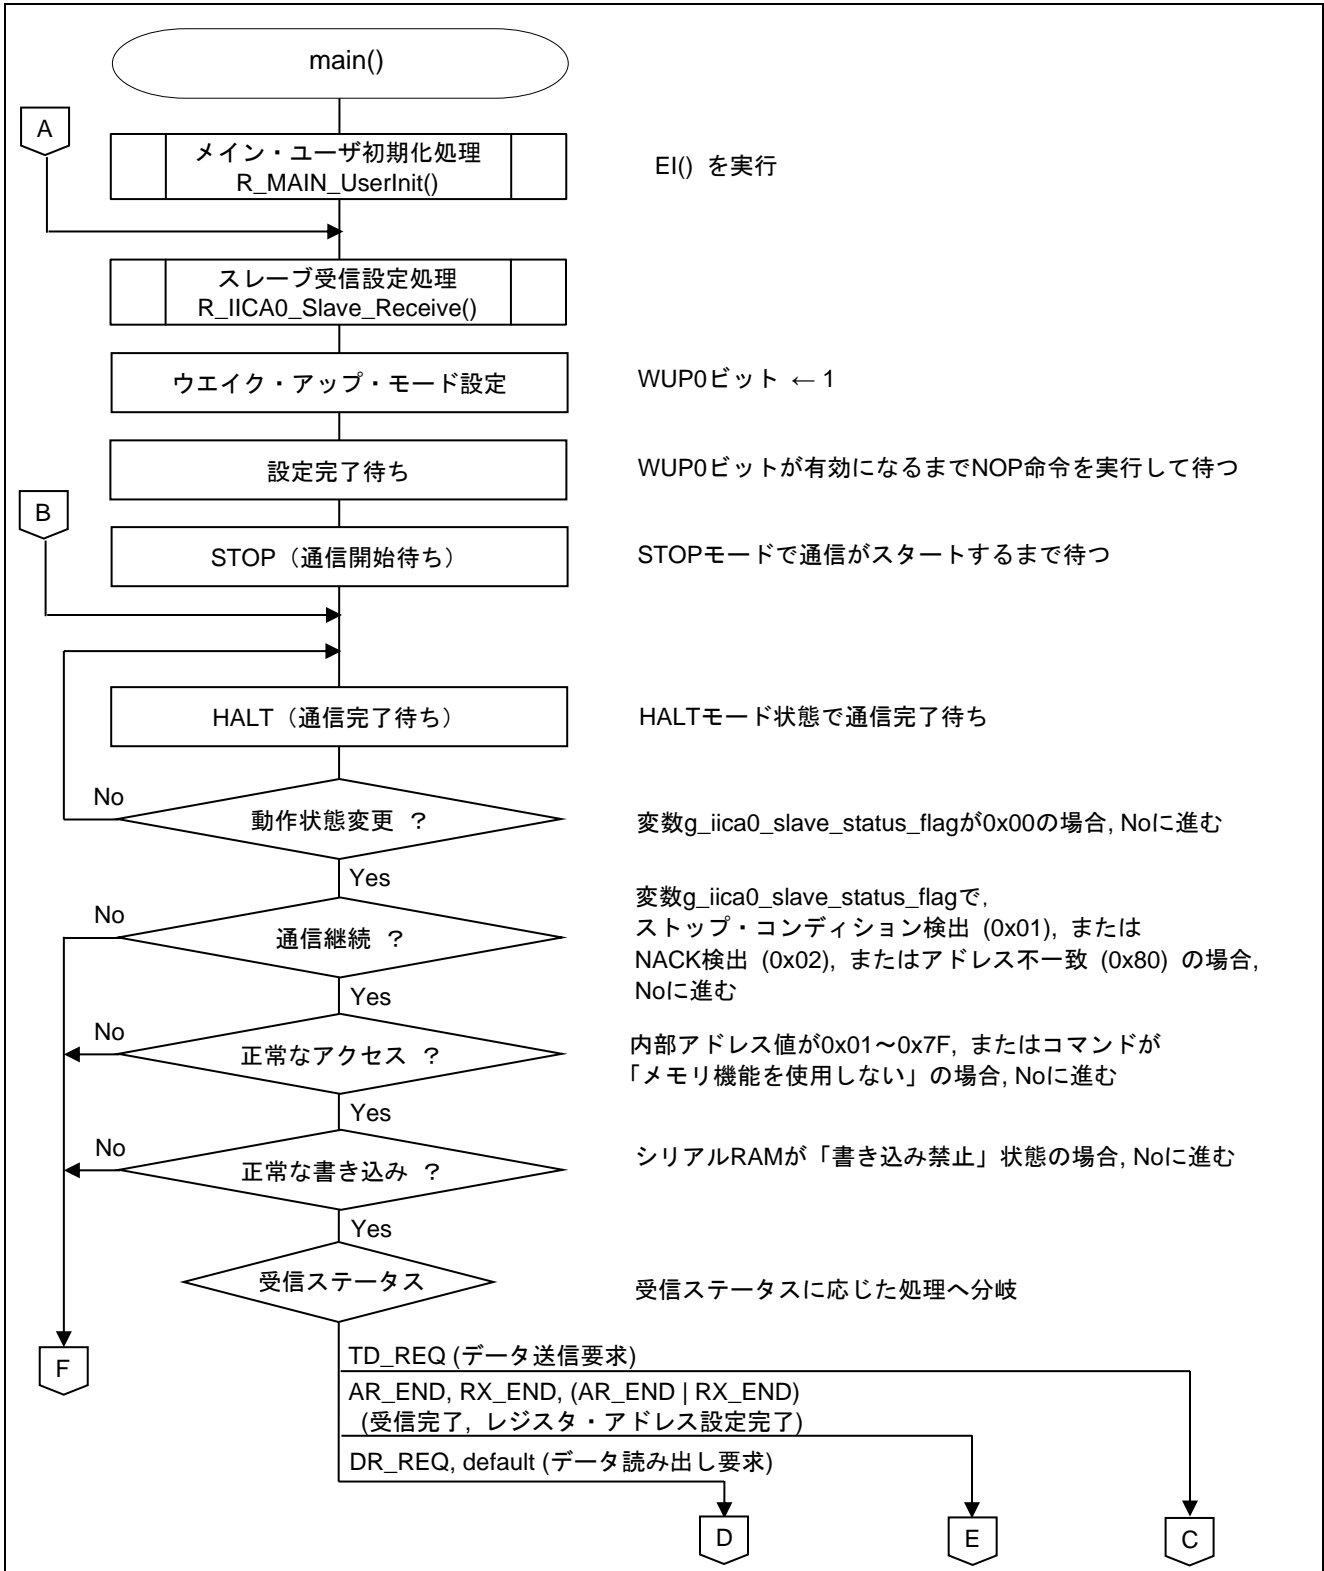 main()
A
メイン・ユーザ初期化処理
R_MAIN_UserInit()
EI() を実行
スレーブ受信設定処理
R_IICA0_Slave_Receive()
ウエイク・アップ・モード設定
WUP0ビット ← 1
設定完了待ち
WUP0ビットが有効になるまでNOP命令を実行して待つ
B
STOP（通信開始待ち）
STOPモードで通信がスタートするまで待つ
HALT（通信完了待ち）
HALTモード状態で通信完了待ち
No
動作状態変更 ？
変数g_iica0_slave_status_flagが0x00の場合, Noに進む
Yes
No
通信継続 ？
変数g_iica0_slave_status_flagで,
ストップ・コンディション検出 (0x01), または
NACK検出 (0x02), またはアドレス不一致 (0x80) の場合,
Noに進む
Yes
No
正常なアクセス ？
内部アドレス値が0x01～0x7F, またはコマンドが
「メモリ機能を使用しない」の場合, Noに進む
Yes
No
正常な書き込み ？
シリアルRAMが「書き込み禁止」状態の場合, Noに進む
Yes
受信ステータス
受信ステータスに応じた処理へ分岐
F
TD_REQ (データ送信要求)
AR_END, RX_END, (AR_END | RX_END)
(受信完了, レジスタ・アドレス設定完了)
DR_REQ, default (データ読み出し要求)
D
E
C